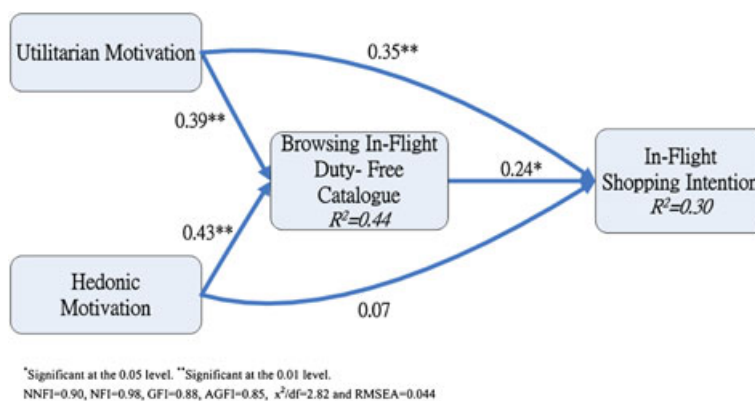 Utilitarian Motivation
0.35**
0.39**
Browsing In-Flight
Duty- Free
Catalogue
R²=0.44
0.24*
In-Flight
Shopping Intention
R²=0.30
0.43**
Hedonic
Motivation
0.07
*Significant at the 0.05 level. **Significant at the 0.01 level.
NNFI=0.90, NFI=0.98, GFI=0.88, AGFI=0.85, x²/df=2.82 and RMSEA=0.044